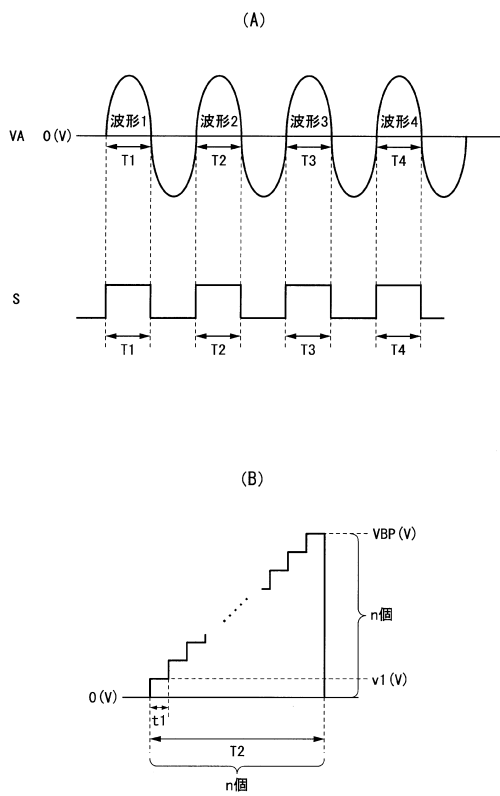 (A)
波形1 波形2 波形3 波形4
VA 0(V)
T1 T2 T3 T4
S
T1 T2 T3 T4
(B)
VBP(V)
n個
v1(V)
0(V)
t1
T2
n個